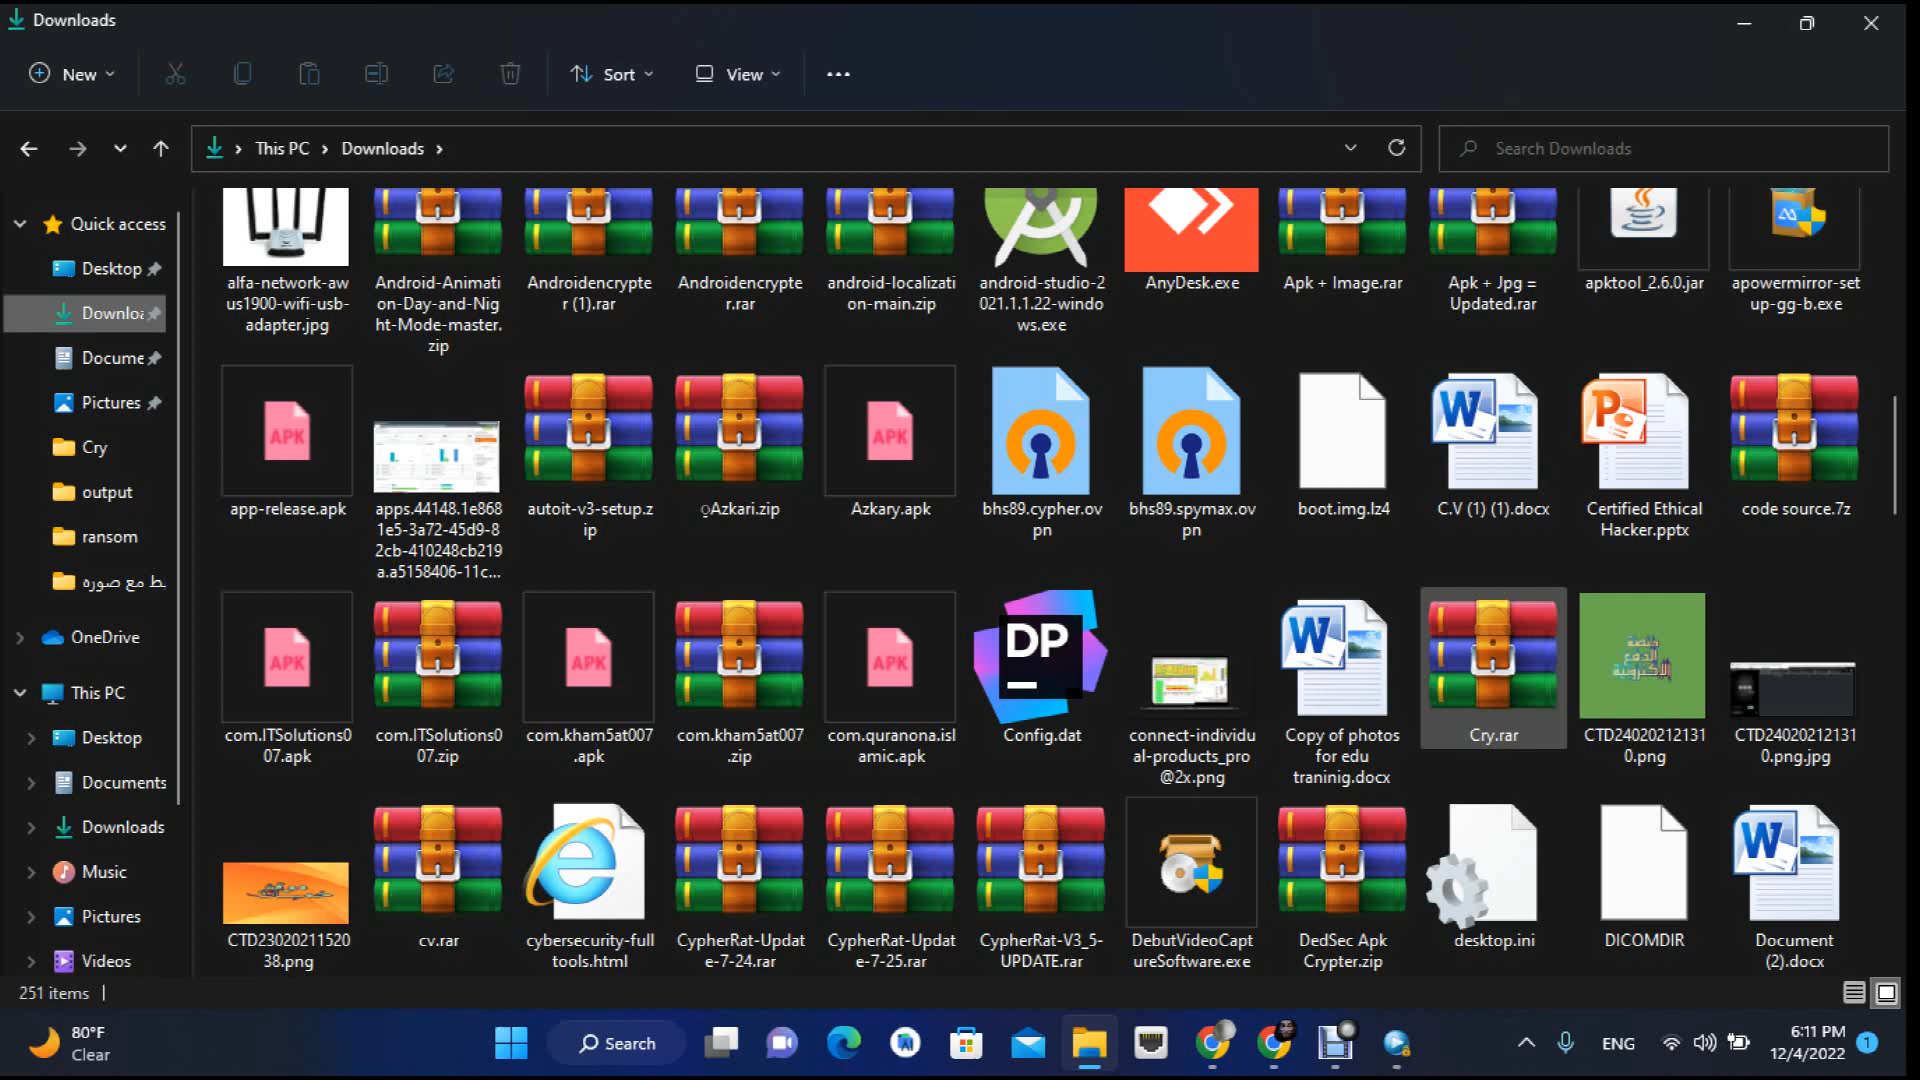 Downloads
New
Sort
View
This PC
Downloads
Search Downloads
Quick access
Desktop
Downloa
Docume
Pictures
Cry
output
ransom
ط مع صوره
OneDrive
This PC
Desktop
Documents
Downloads
Music
Pictures
Videos
alfa-network-aw
us1900-wifi-usb-
adapter.jpg
Android-Animati
on-Day-and-Nig
ht-Mode-master.
zip
Androidencrypte
r (1).rar
Androidencrypte
r.rar
android-localizati
on-main.zip
android-studio-2
021.1.1.22-windo
ws.exe
AnyDesk.exe
Apk + Image.rar
Apk + Jpg =
Updated.rar
apktool_2.6.0.jar
apowermirror-set
up-gg-b.exe
APK
app-release.apk
apps.44148.1e868
1e5-3a72-45d9-8
2cb-410248cb219
a.a5158406-11c...
autoit-v3-setup.z
ip
ِAzkari.zip
APK
Azkary.apk
bhs89.cypher.ov
pn
bhs89.spymax.ov
pn
boot.img.lz4
C.V (1) (1).docx
Certified Ethical
Hacker.pptx
code source.7z
APK
com.ITSolutions0
07.apk
com.ITSolutions0
07.zip
APK
com.kham5at007
.apk
com.kham5at007
.zip
APK
com.quranona.isl
amic.apk
DP
Config.dat
connect-individu
al-products_pro
@2x.png
Copy of photos
for edu
traninig.docx
Cry.rar
CTD24020212131
0.png
CTD24020212131
0.png.jpg
CTD23020211520
38.png
cv.rar
cybersecurity-full
tools.html
CypherRat-Updat
e-7-24.rar
CypherRat-Updat
e-7-25.rar
CypherRat-V3_5-
UPDATE.rar
DebutVideoCapt
ureSoftware.exe
DedSec Apk
Crypter.zip
desktop.ini
DICOMDIR
Document
(2).docx
251 items
80°F
Clear
Search
ENG
6:11 PM
12/4/2022
1